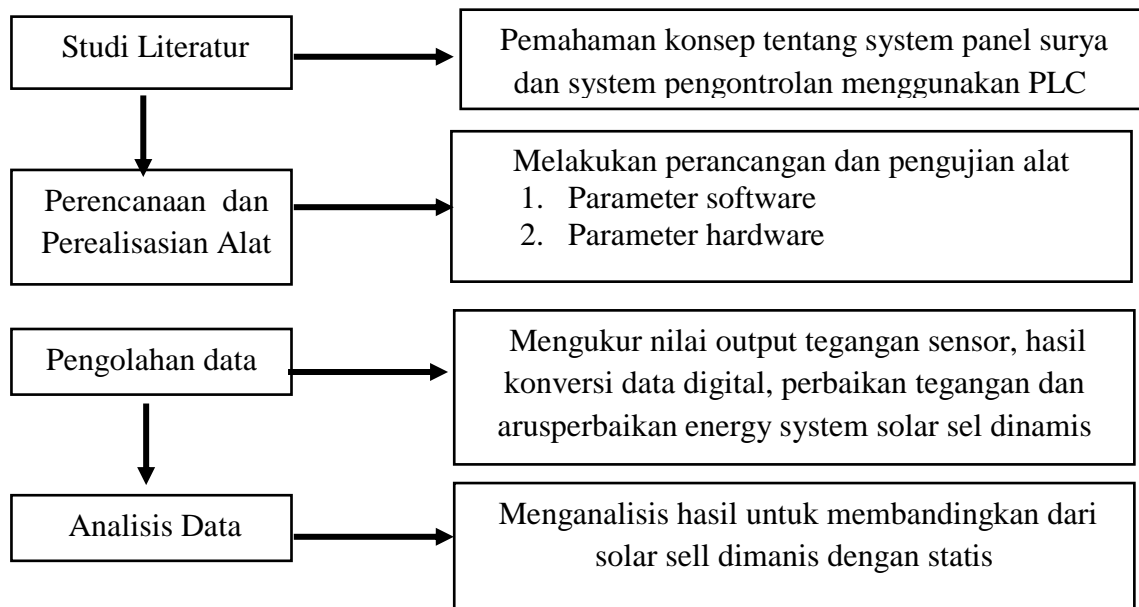 Studi Literatur
Pemahaman konsep tentang system panel surya
dan system pengontrolan menggunakan PLC
Perencanaan dan
Perealisasian Alat
Melakukan perancangan dan pengujian alat
1. Parameter software
2. Parameter hardware
Pengolahan data
Mengukur nilai output tegangan sensor, hasil
konversi data digital, perbaikan tegangan dan
arusperbaikan energy system solar sel dinamis
Analisis Data
Menganalisis hasil untuk membandingkan dari
solar sell dimanis dengan statis